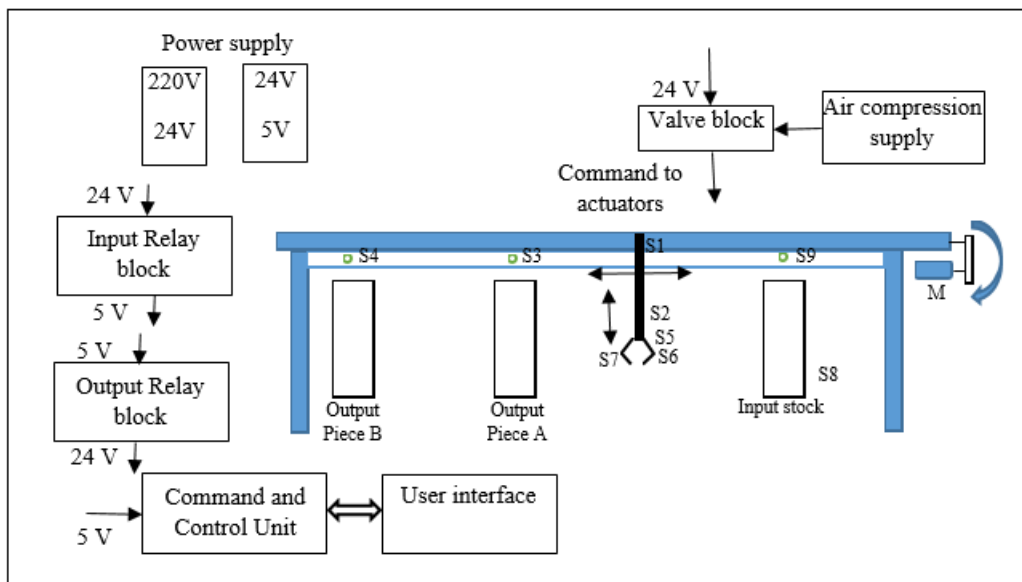 Power supply
220V
24V
24V
5V
24 V
Input Relay
block
5 V
5 V
Output Relay
block
24 V
Command and
Control Unit
5 V
User interface
24 V
Valve block
Air compression
supply
Command to
actuators
S4
S3
S1
S9
M
S2
S5
S7
S6
S8
Output
Piece B
Output
Piece A
Input stock